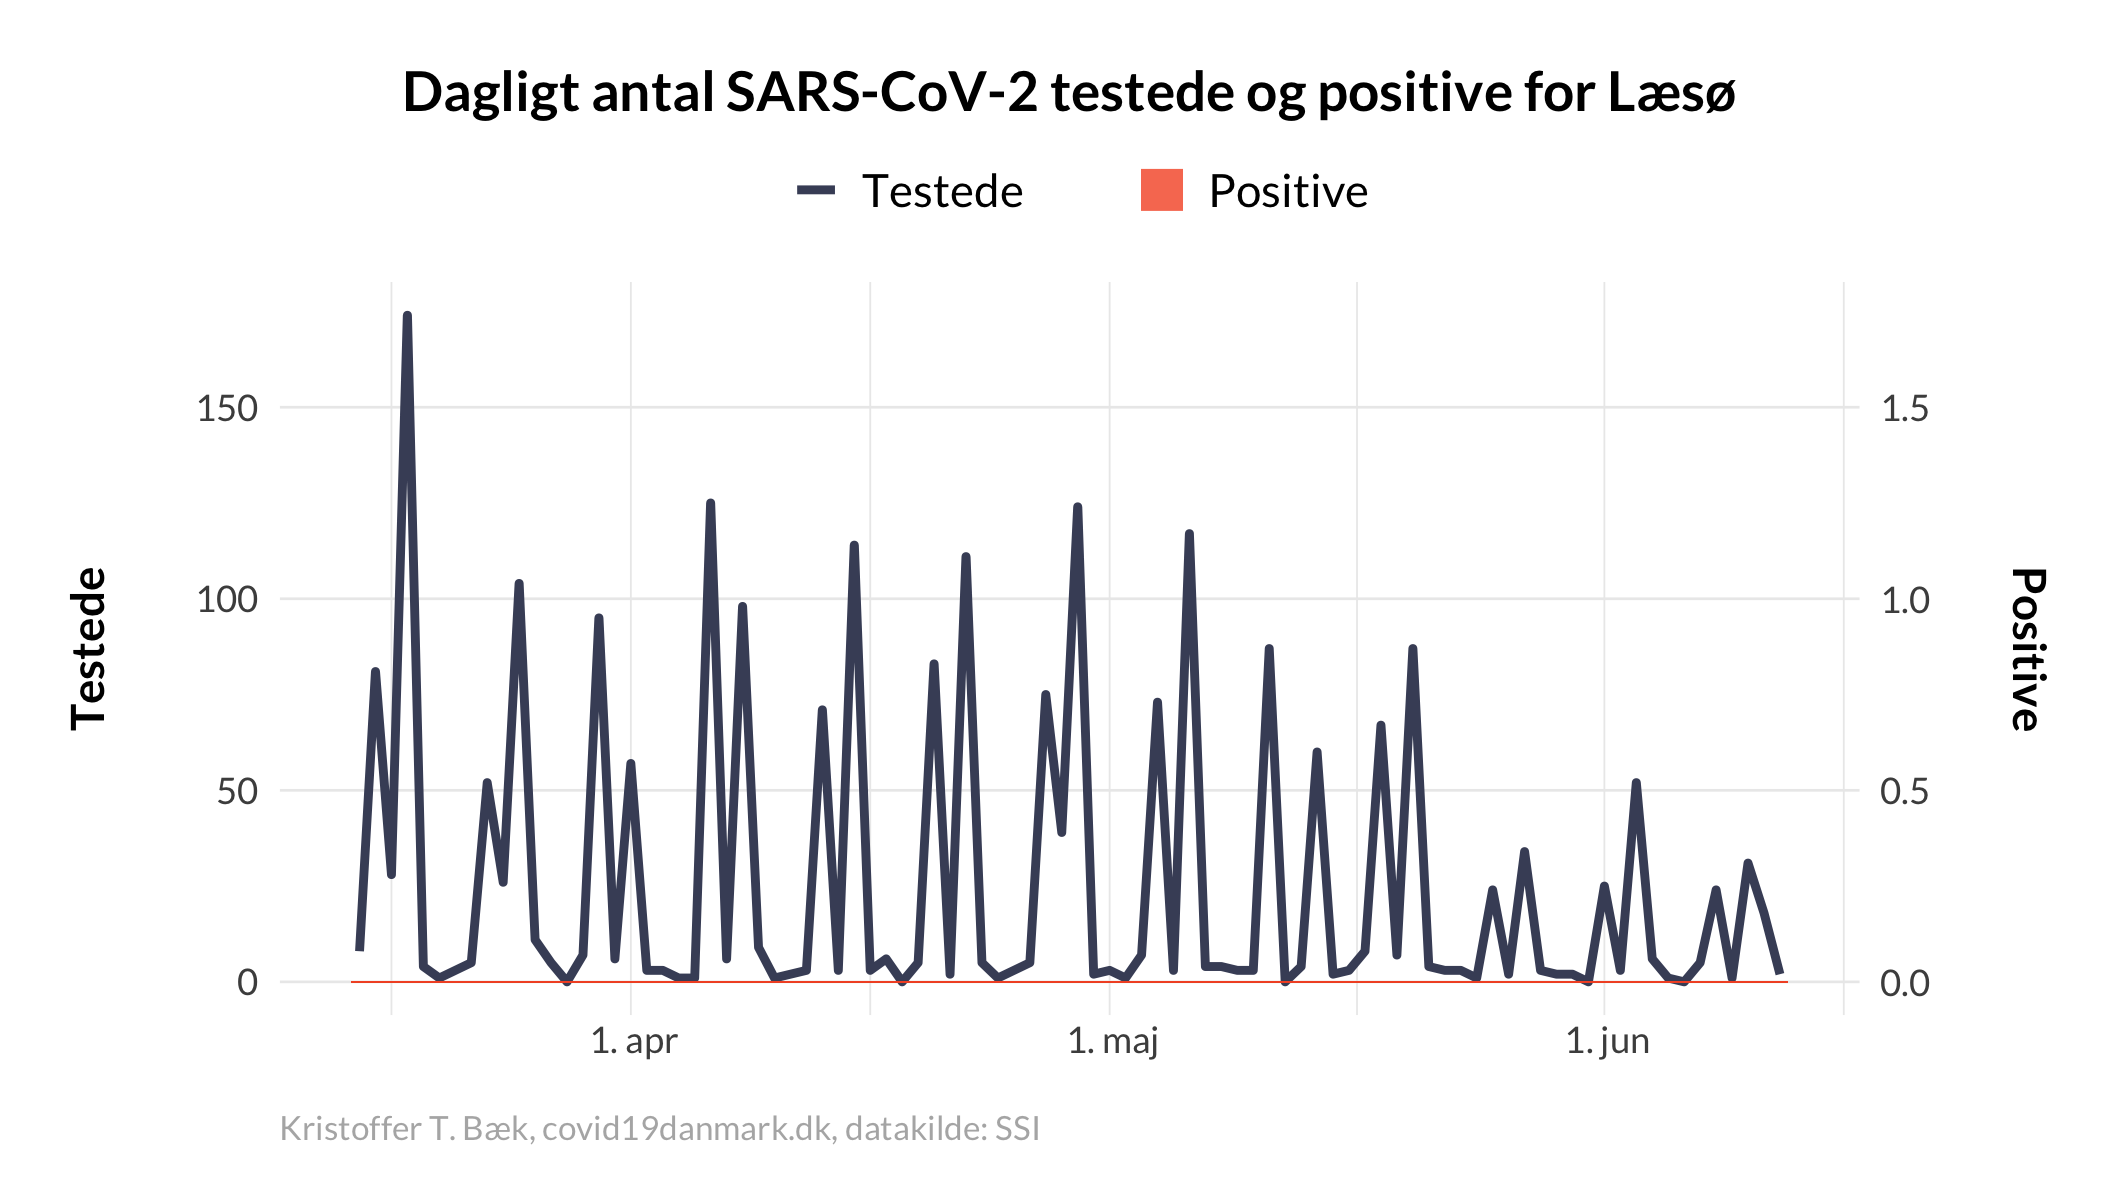 Dagligt antal SARS-CoV-2 testede og positive for Læsø
Testede
Positive
150
100
50
0
1.5
1.0
0.5
0.0
Testede
Positive
1. apr
1. maj
1. jun
Kristoffer T. Bæk, covid19danmark.dk, datakilde: SSI